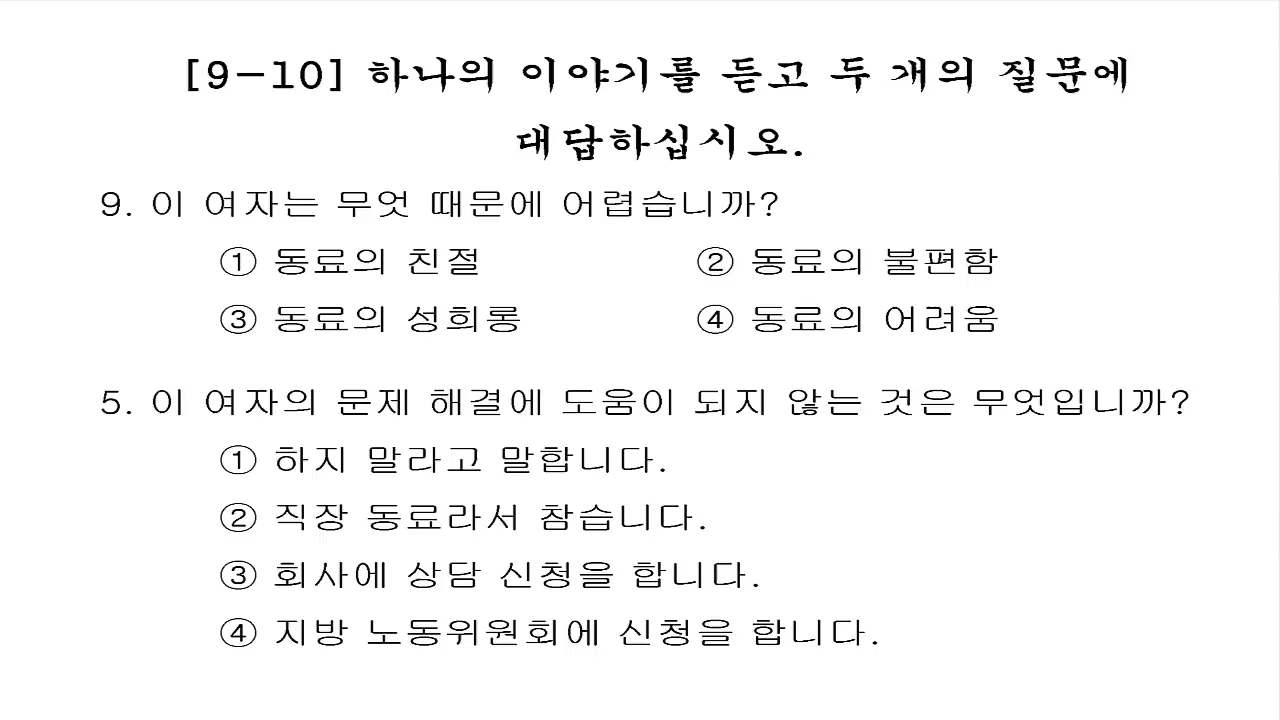 [9-10] 하나의 이야기를 듣고 두 개의 질문에
대답하십시오.
9. 이 여자는 무엇 때문에 어렵습니까?
① 동료의 친절 ② 동료의 불편함
③ 동료의 성희롱 ④ 동료의 어려움
5. 이 여자의 문제 해결에 도움이 되지 않는 것은 무엇입니까?
① 하지 말라고 말합니다.
② 직장 동료라서 참습니다.
③ 회사에 상담 신청을 합니다.
④ 지방 노동위원회에 신청을 합니다.